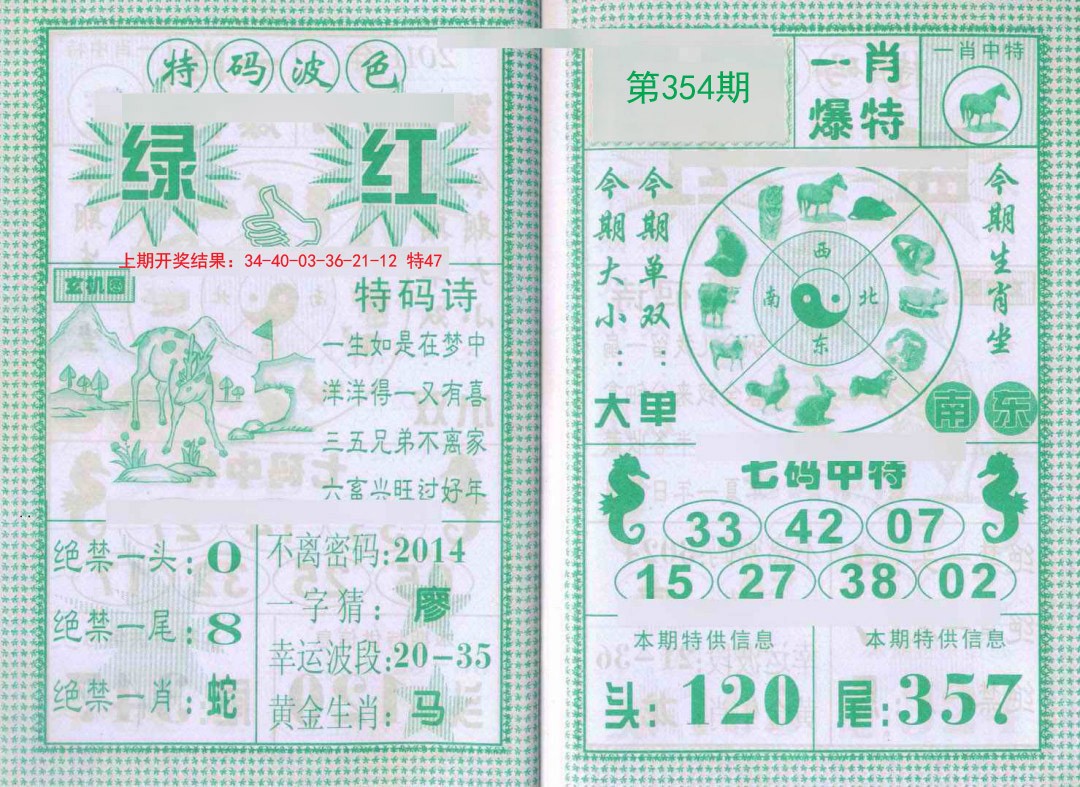 特码波色
绿 红
上期开奖结果：34-40-03-36-21-12 特47
玄机图
特码诗
一生如是在梦中
洋洋得一又有喜
三五兄弟不离家
六畜兴旺过好年
绝禁一头：0
绝禁一尾：8
绝禁一肖：蛇
不离密码：2014
一字猜：廖
幸运波段：20-35
黄金生肖：马
第354期
一肖
爆特
一肖中特
今期大小：大
今期单双：单
西
南 北
东
今期生肖坐
南 东
七码中特
33 42 07
15 27 38 02
本期特供信息
头：120
本期特供信息
尾：357